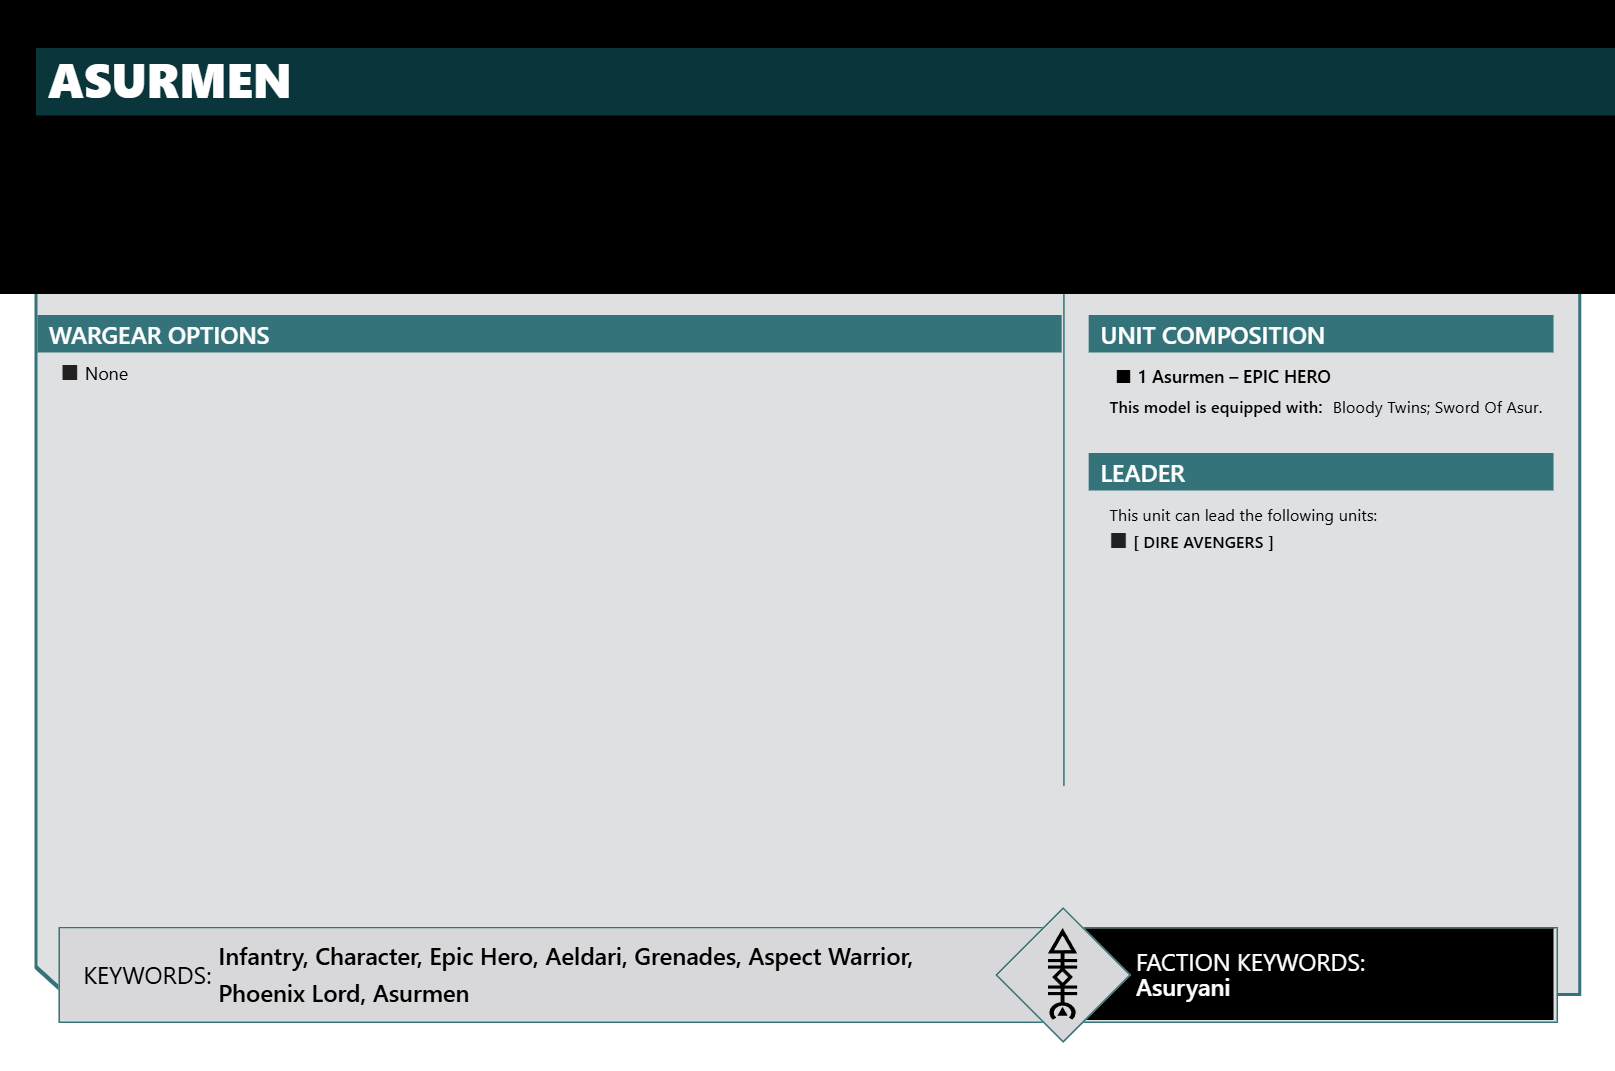 ASURMEN
WARGEAR OPTIONS
None
UNIT COMPOSITION
1 Asurmen – EPIC HERO
This model is equipped with: Bloody Twins; Sword Of Asur.
LEADER
This unit can lead the following units:
[ DIRE AVENGERS ]
KEYWORDS: Infantry, Character, Epic Hero, Aeldari, Grenades, Aspect Warrior,
Phoenix Lord, Asurmen
FACTION KEYWORDS:
Asuryani